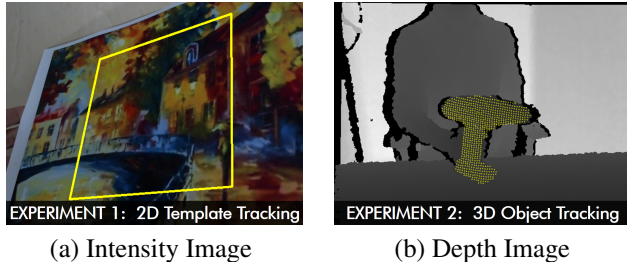 EXPERIMENT 1: 2D Template Tracking
EXPERIMENT 2: 3D Object Tracking
(a) Intensity Image
(b) Depth Image